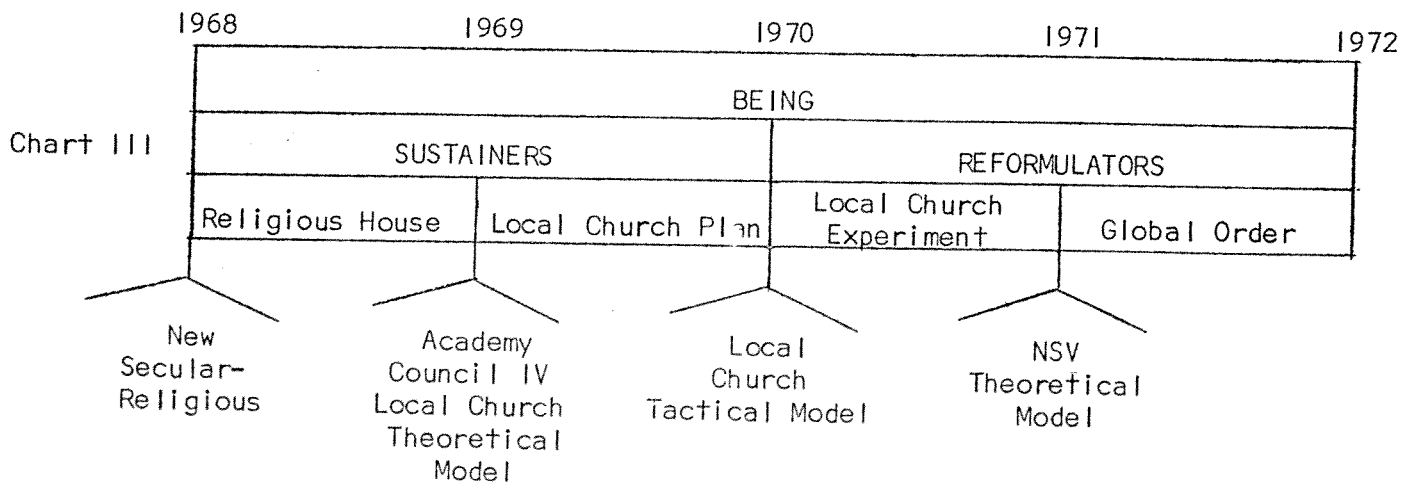 1968 1969 1970 1971 1972
BEING
Chart III
SUSTAINERS REFORMULATORS
Religious House Local Church Plan Local Church Experiment Global Order
New
Secular-
Religious
Academy
Council IV
Local Church
Theoretical
Model
Local
Church
Tactical Model
NSV
Theoretical
Model